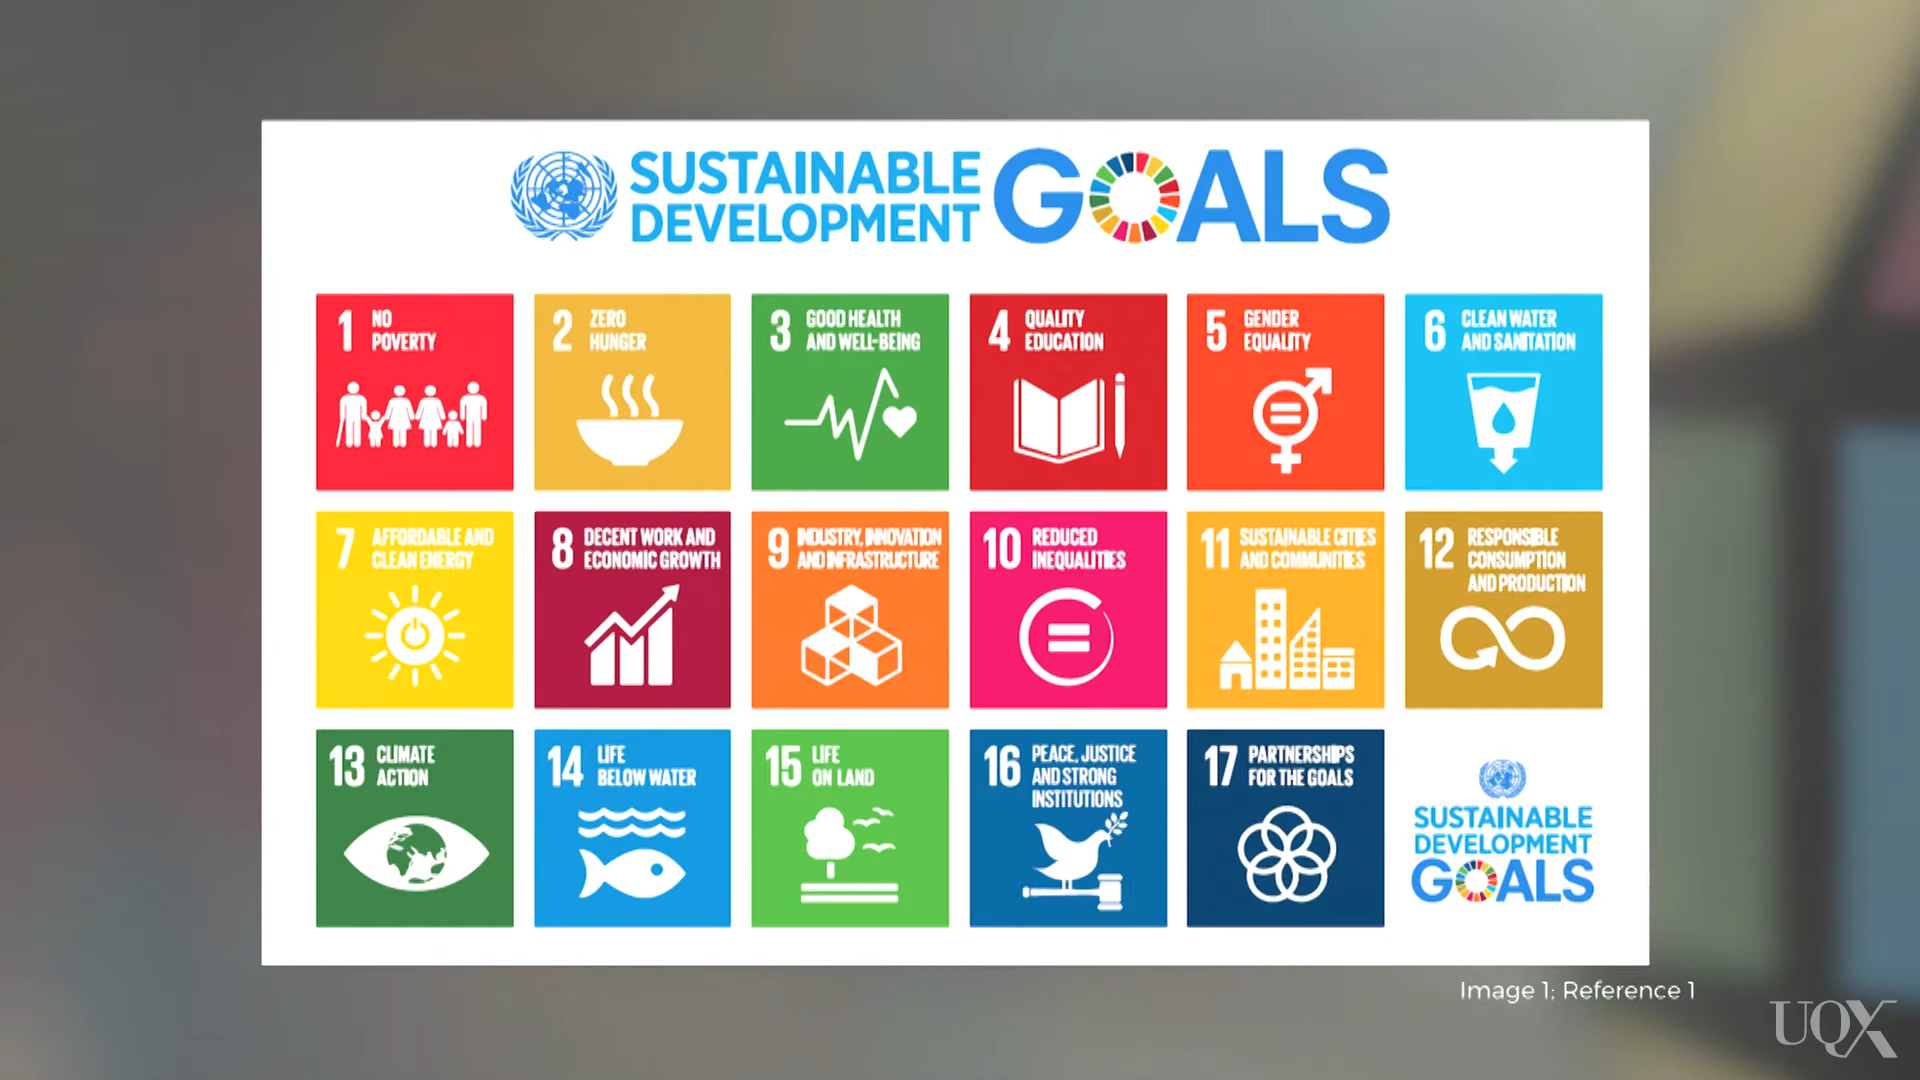 SUSTAINABLE
DEVELOPMENT
GOALS
1 NO
POVERTY
2 ZERO
HUNGER
3 GOOD HEALTH
AND WELL-BEING
4 QUALITY
EDUCATION
5 GENDER
EQUALITY
6 CLEAN WATER
AND SANITATION
7 AFFORDABLE AND
CLEAN ENERGY
8 DECENT WORK AND
ECONOMIC GROWTH
9 INDUSTRY, INNOVATION
AND INFRASTRUCTURE
10 REDUCED
INEQUALITIES
11 SUSTAINABLE CITIES
AND COMMUNITIES
12 RESPONSIBLE
CONSUMPTION
AND PRODUCTION
13 CLIMATE
ACTION
14 LIFE
BELOW WATER
15 LIFE
ON LAND
16 PEACE, JUSTICE
AND STRONG
INSTITUTIONS
17 PARTNERSHIPS
FOR THE GOALS
SUSTAINABLE
DEVELOPMENT
GOALS
Image 1: Reference 1
UQX